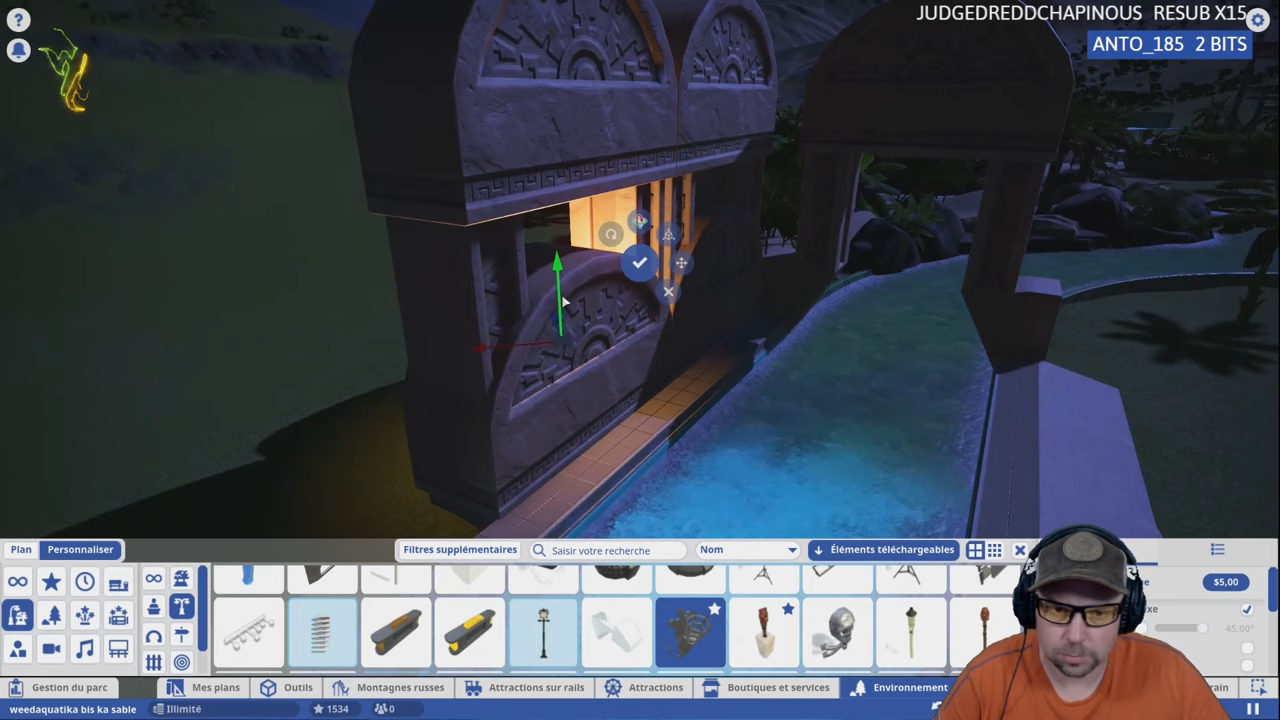 JUDGEDREDDCHAPINOUS RESUB X15
ANTO_185 2 BITS
Plan
Personnaliser
Filtres supplémentaires
Saisir votre recherche
Nom
Éléments téléchargeables
$5,00
45,00°
Gestion du parc
Mes plans
Outils
Montagnes russes
Attractions sur rails
Attractions
Boutiques et services
Environnement
weedaquatika bis ka sable
Illimité
1534
0